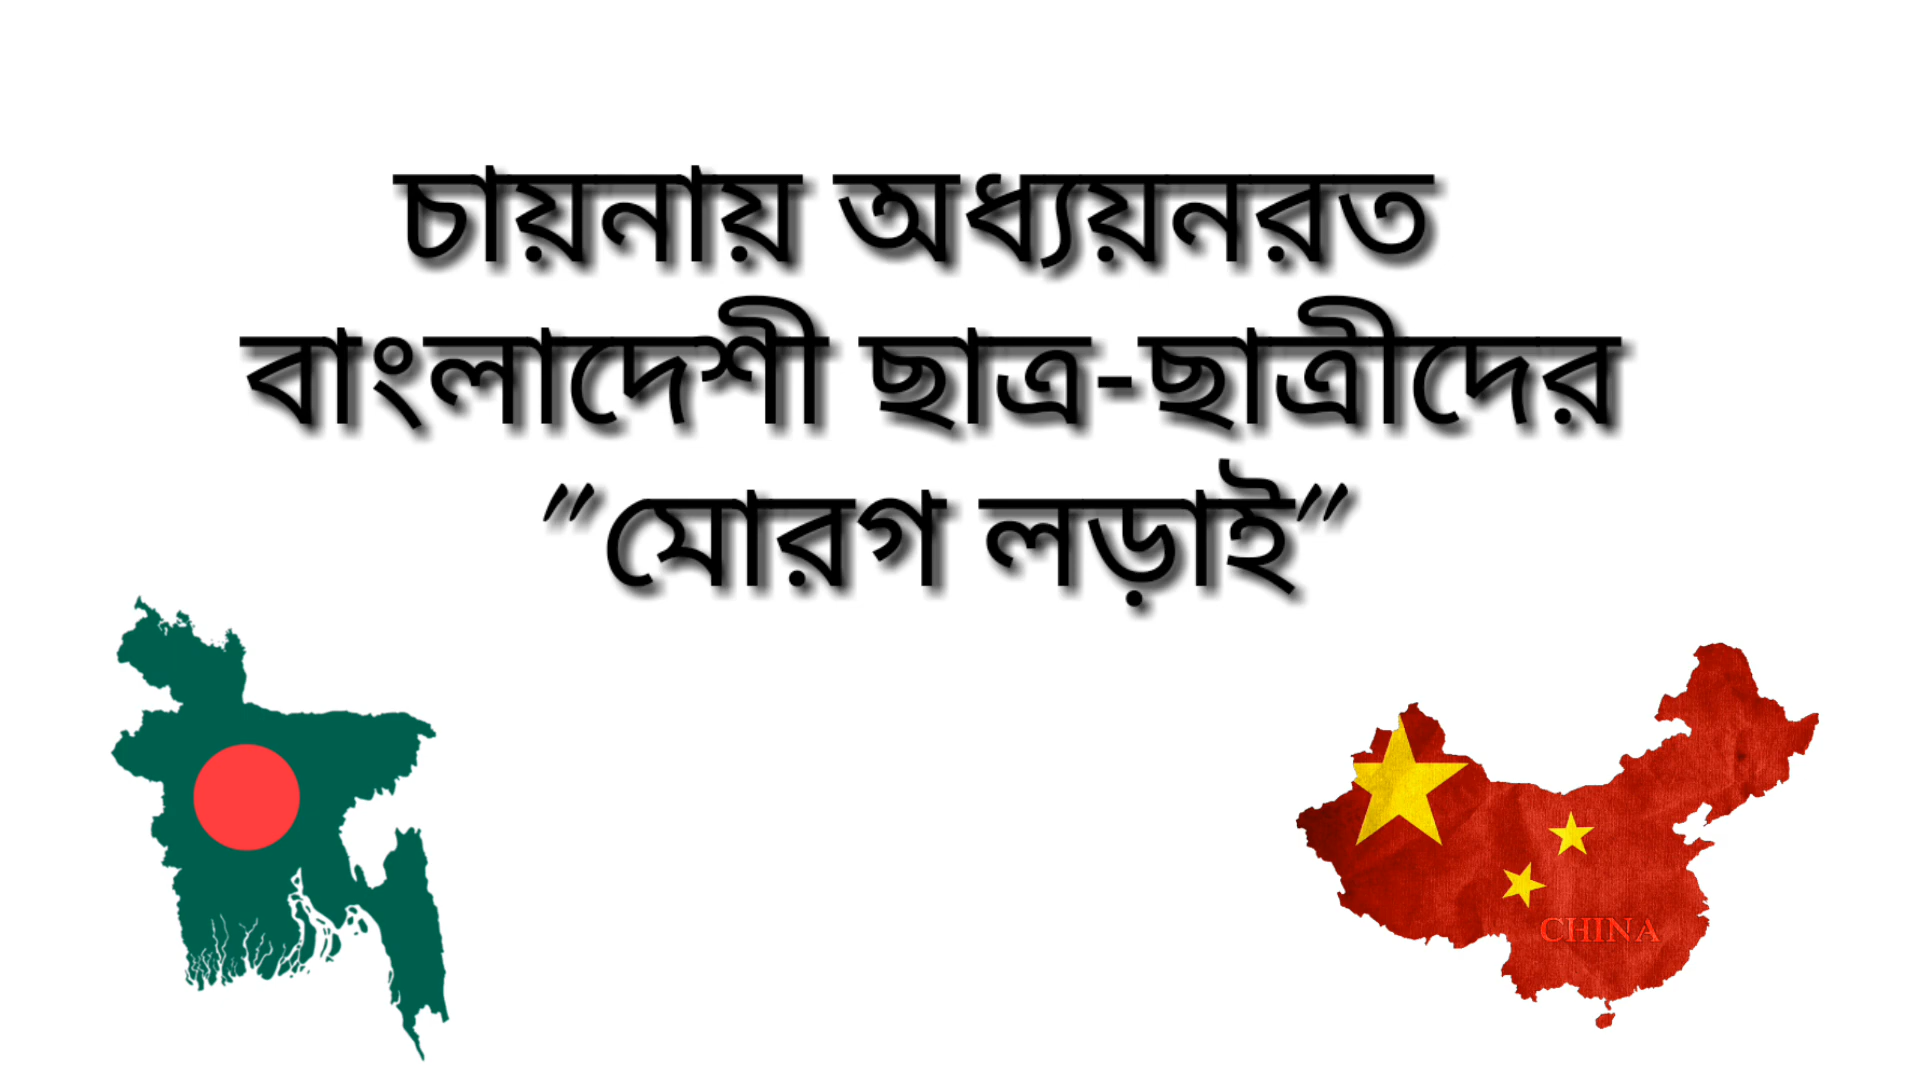 চায়নায় অধ্যয়নরত
বাংলাদেশী ছাত্র-ছাত্রীদের
"মোরগ লড়াই"
CHINA